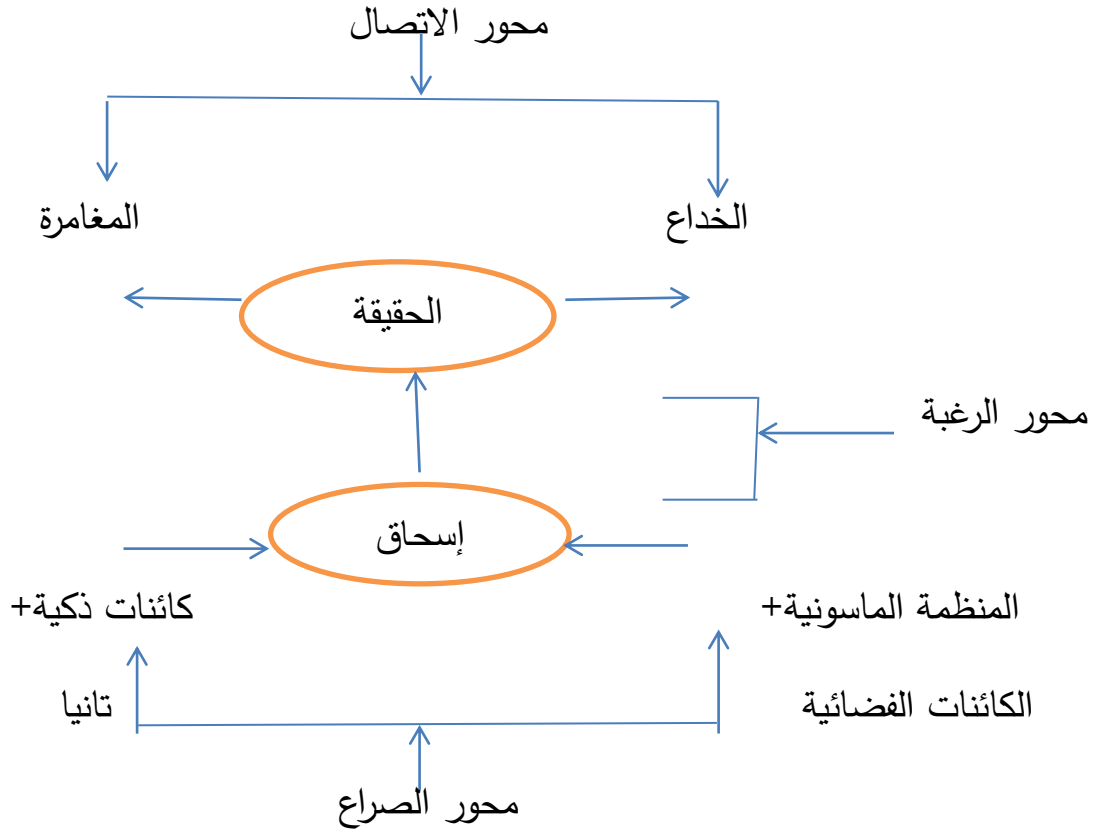 محور الاتصال
الخداع
المغامرة
الحقيقة
محور الرغبة
إسحاق
المنظمة الماسونية+
كائنات ذكية+
الكائنات الفضائية
تانيا
محور الصراع